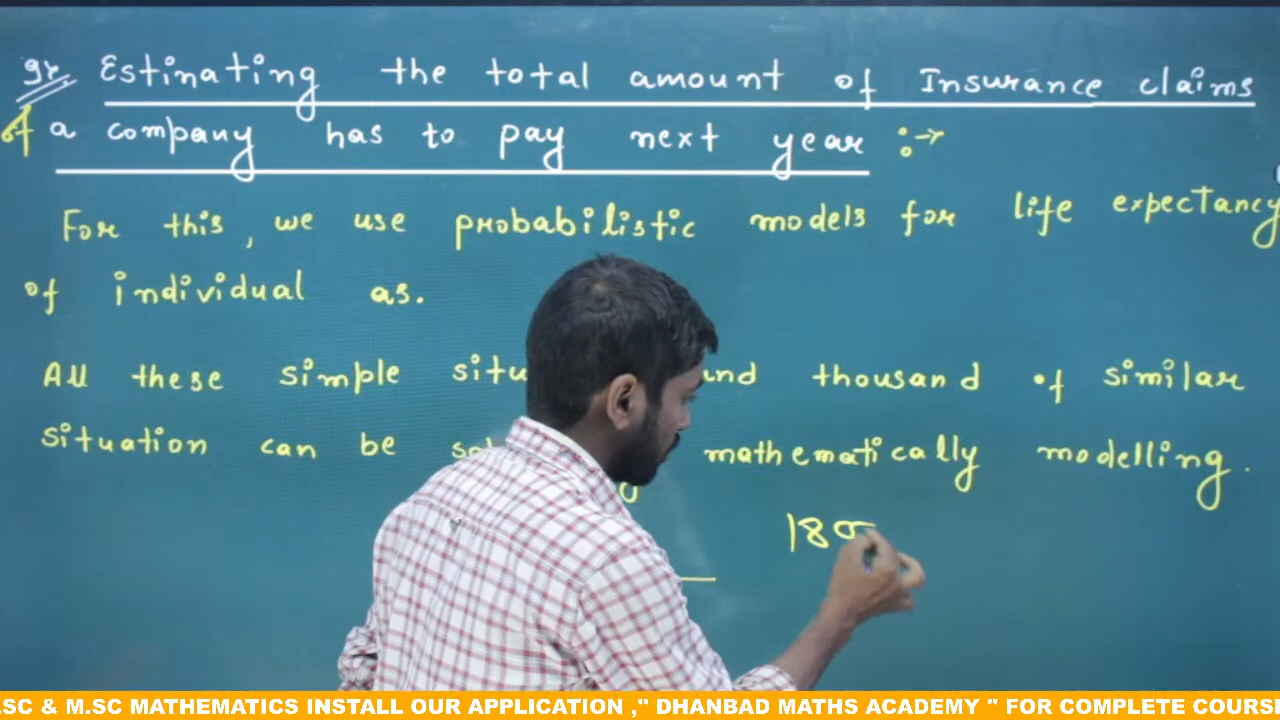 gr. Estinating the total amount of Insurance claims
of a company has to pay next year :→
For this, we use probabilistic models for life expectancy
of individual as.
All these simple thousand of similar
situation can be mathematically modelling.
180
.SC & M.SC MATHEMATICS INSTALL OUR APPLICATION ," DHANBAD MATHS ACADEMY " FOR COMPLETE COURS